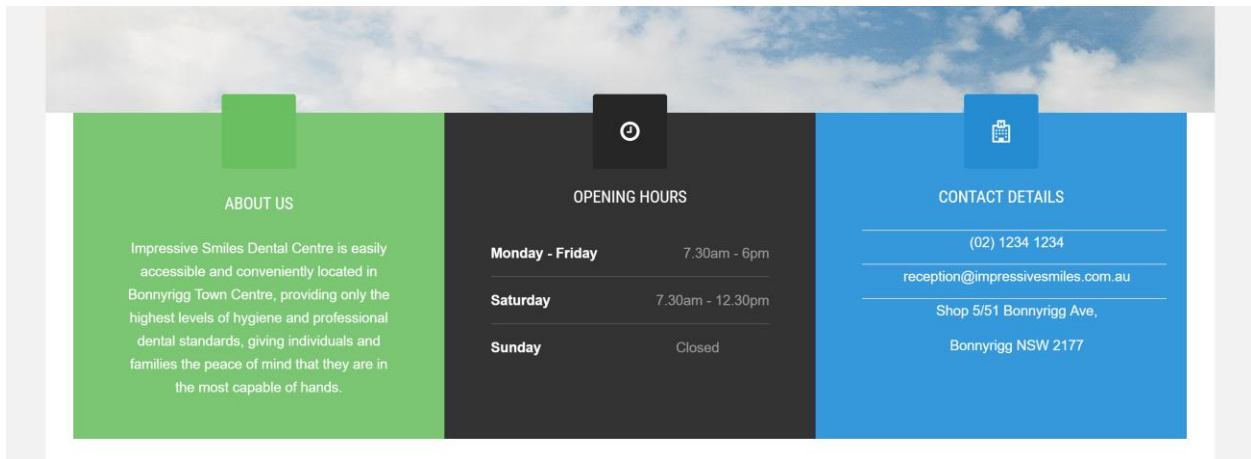 ABOUT US
Impressive Smiles Dental Centre is easily
accessible and conveniently located in
Bonnyrigg Town Centre, providing only the
highest levels of hygiene and professional
dental standards, giving individuals and
families the peace of mind that they are in
the most capable of hands.
OPENING HOURS
Monday - Friday 7.30am - 6pm
Saturday 7.30am - 12.30pm
Sunday Closed
CONTACT DETAILS
(02) 1234 1234
reception@impressivesmiles.com.au
Shop 5/51 Bonnyrigg Ave,
Bonnyrigg NSW 2177